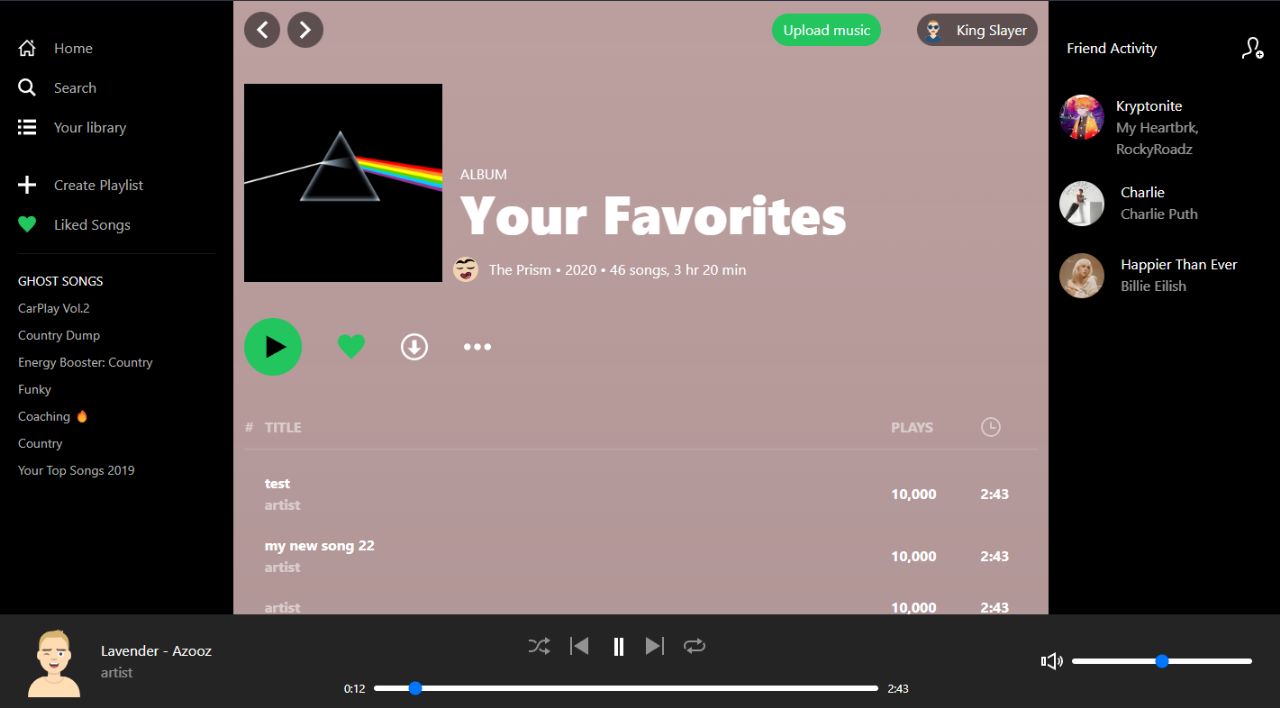 Home
Search
Your library
Create Playlist
Liked Songs
GHOST SONGS
CarPlay Vol.2
Country Dump
Energy Booster: Country
Funky
Coaching 🔥
Country
Your Top Songs 2019
Upload music
King Slayer
ALBUM
Your Favorites
The Prism • 2020 • 46 songs, 3 hr 20 min
# TITLE PLAYS
test
artist
10,000 2:43
my new song 22
artist
10,000 2:43
artist
10,000 2:43
Friend Activity
Kryptonite
My Heartbrk,
RockyRoadz
Charlie
Charlie Puth
Happier Than Ever
Billie Eilish
Lavender - Azooz
artist
0:12 2:43